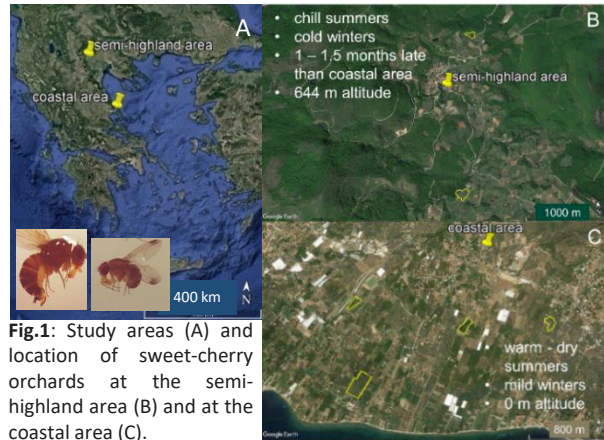 A
semi-highland area
coastal area
400 km
N
Fig.1: Study areas (A) and
location of sweet-cherry
orchards at the semi-
highland area (B) and at the
coastal area (C).
B
• chill summers
• cold winters
• 1 – 1,5 months late
than coastal area
• 644 m altitude
semi-highland area
Google Earth
1000 m
N
coastal area
C
• warm - dry
summers
• mild winters
• 0 m altitude
Google Earth
800 m
N